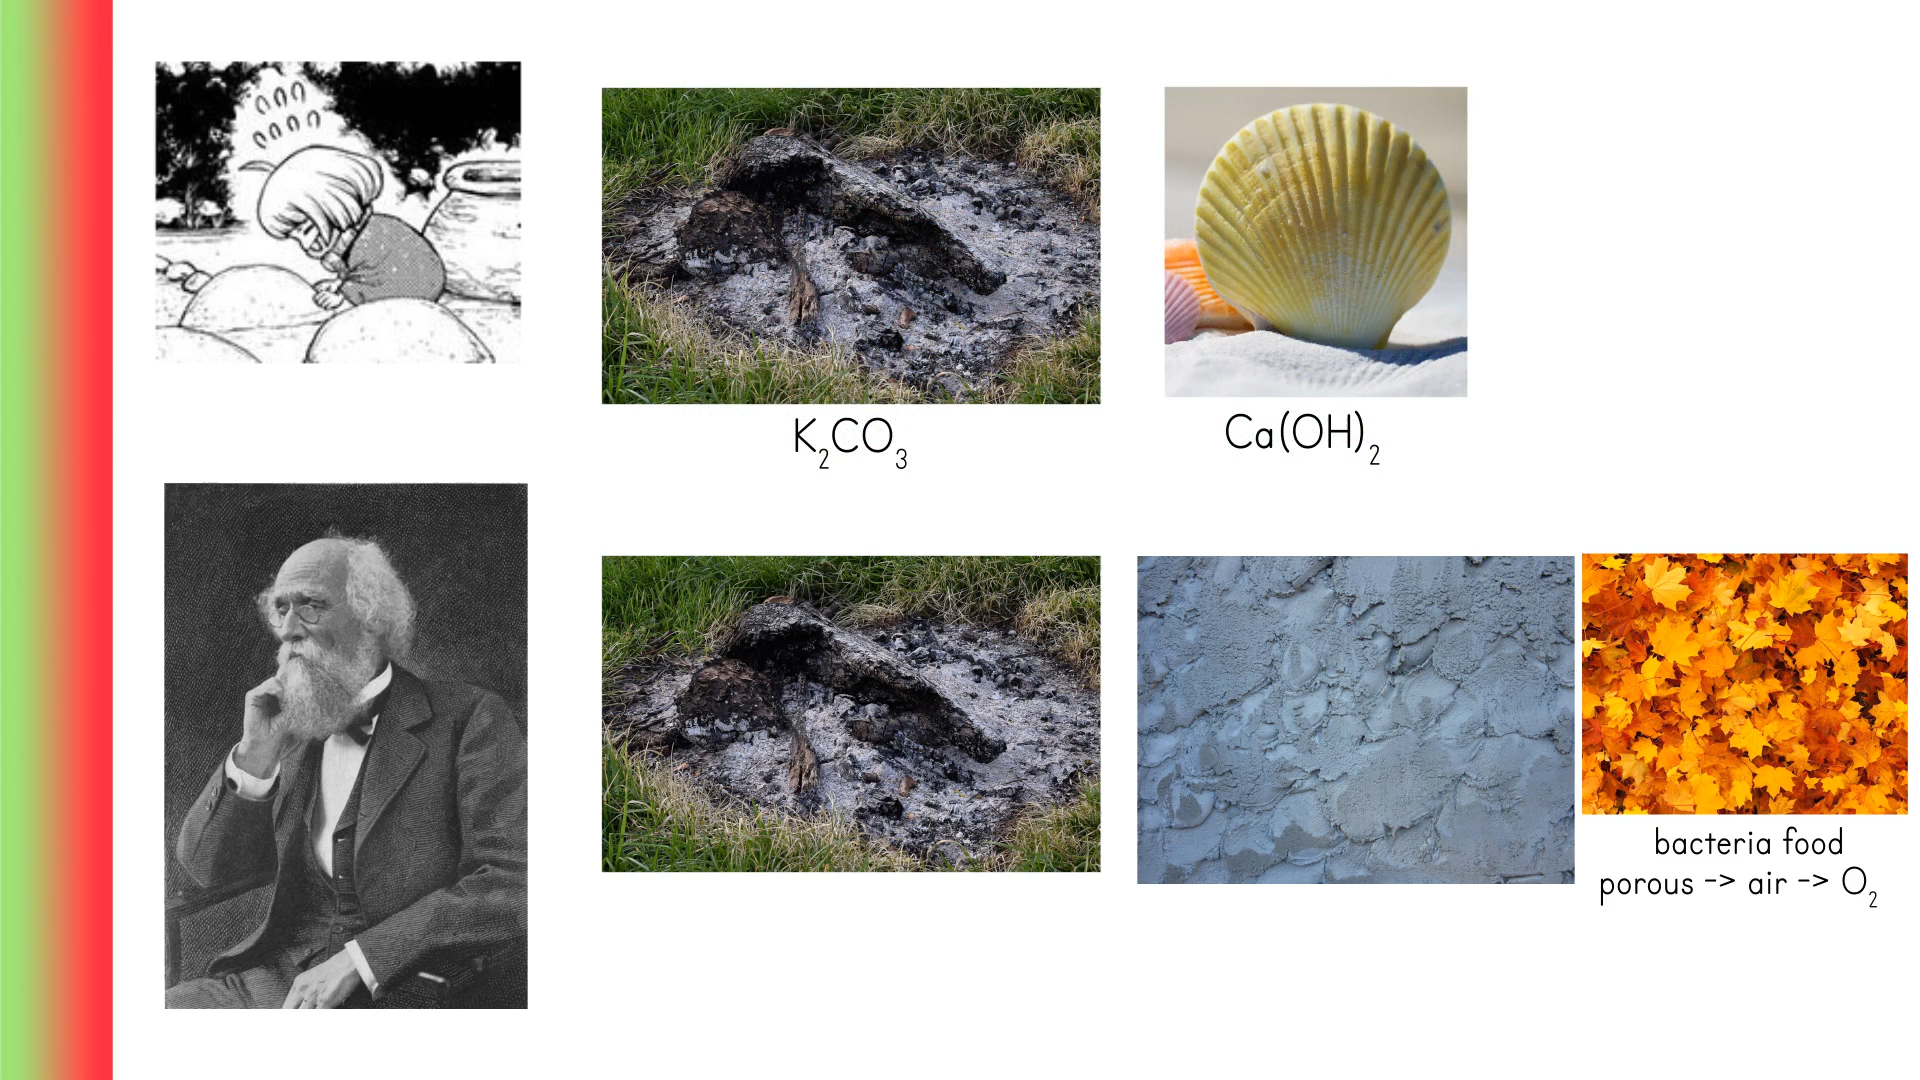 K₂CO₃
Ca(OH)₂
bacteria food
porous -> air -> O₂